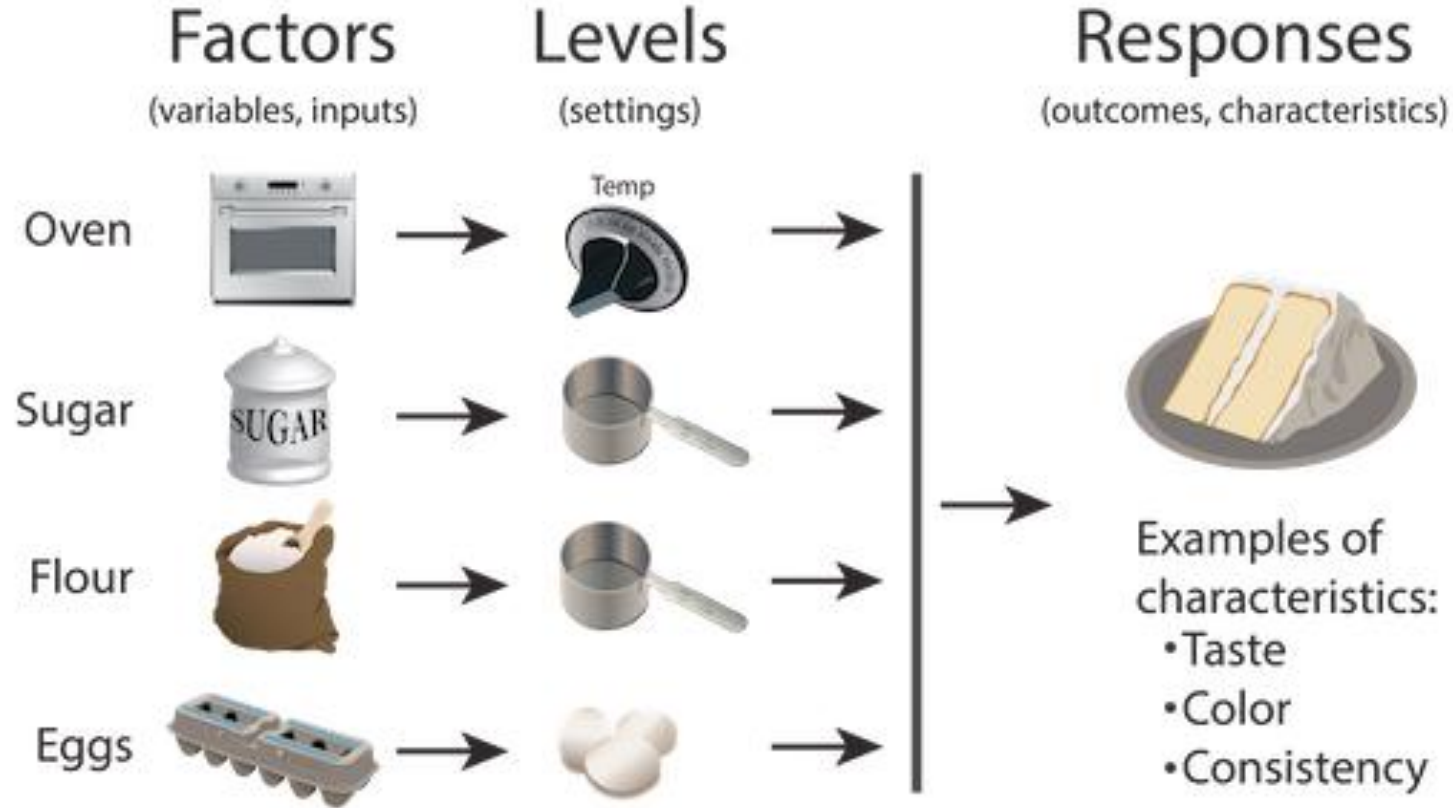 Factors
(variables, inputs)
Levels
(settings)
Responses
(outcomes, characteristics)
Oven
Temp
Sugar
SUGAR
Flour
Eggs
Examples of
characteristics:
•Taste
•Color
•Consistency